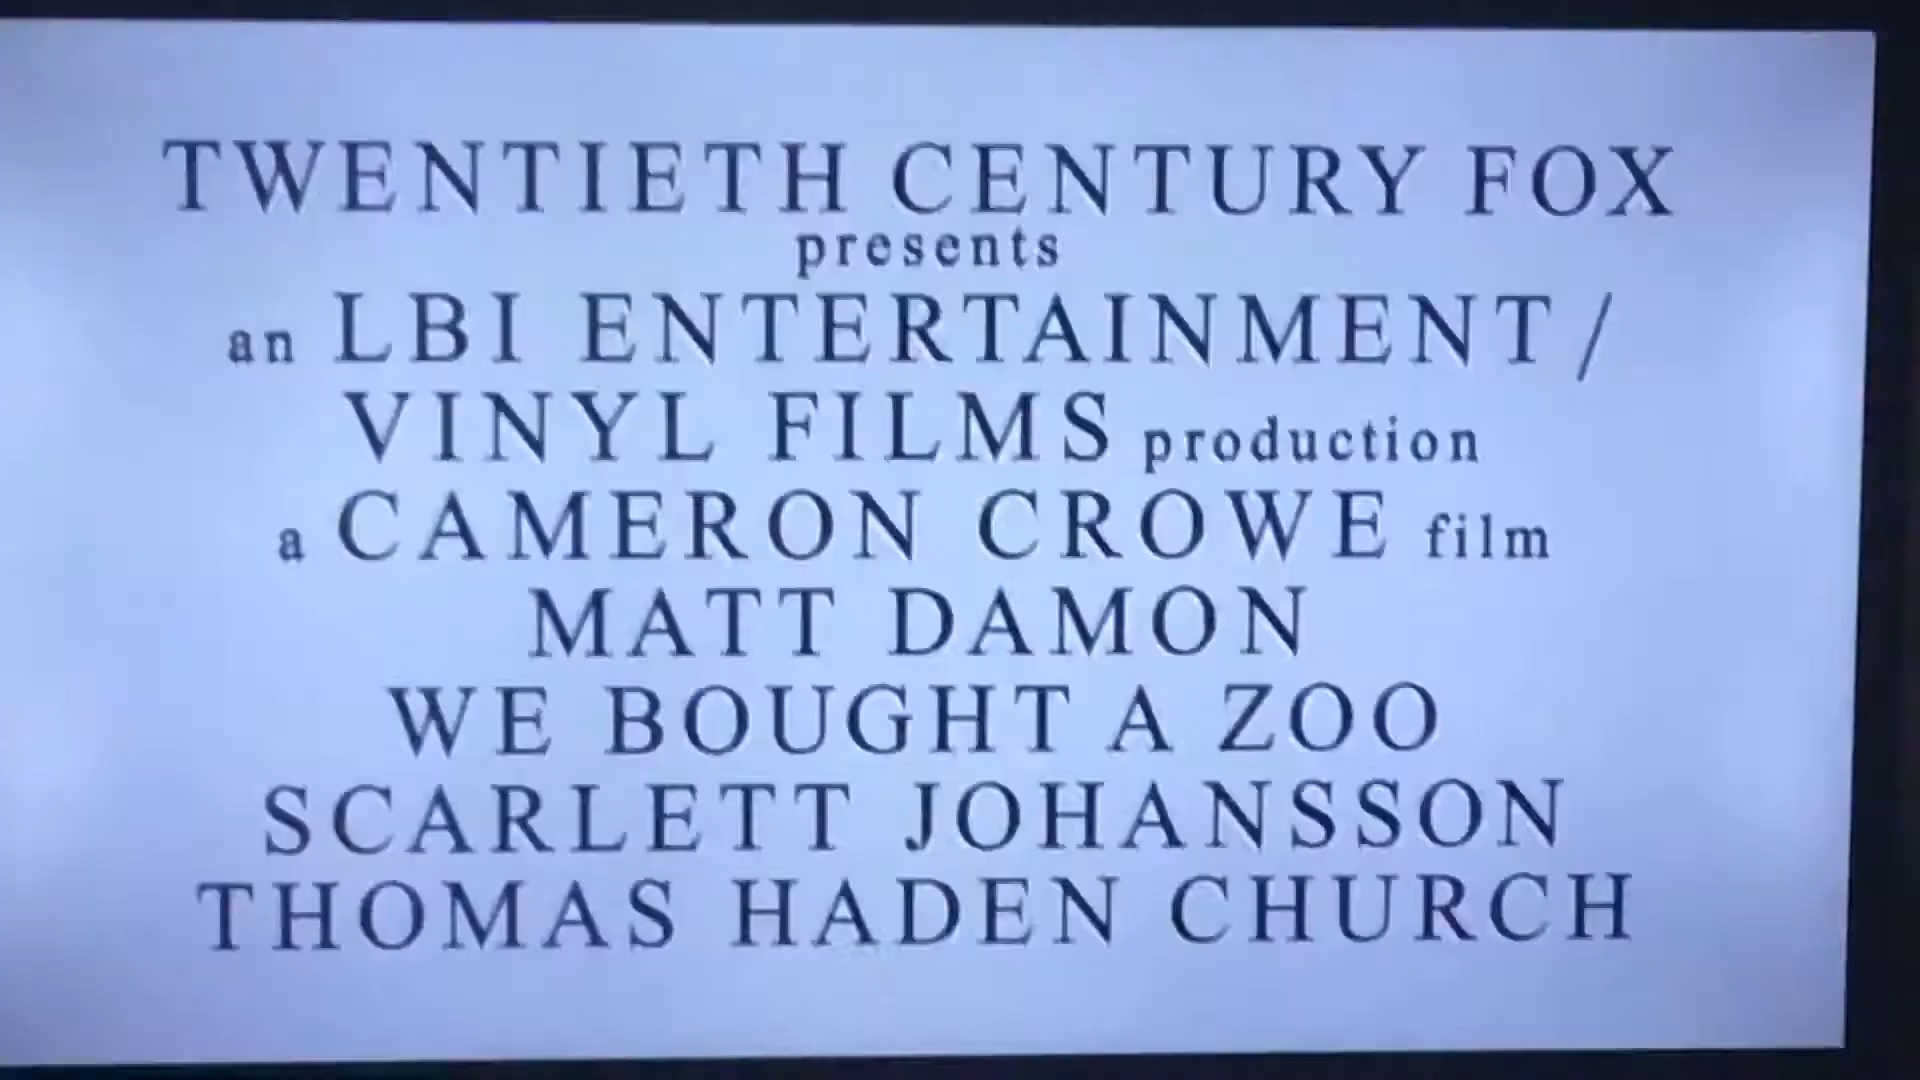 TWENTIETH CENTURY FOX
presents
an LBI ENTERTAINMENT /
VINYL FILMS production
a CAMERON CROWE film
MATT DAMON
WE BOUGHT A ZOO
SCARLETT JOHANSSON
THOMAS HADEN CHURCH